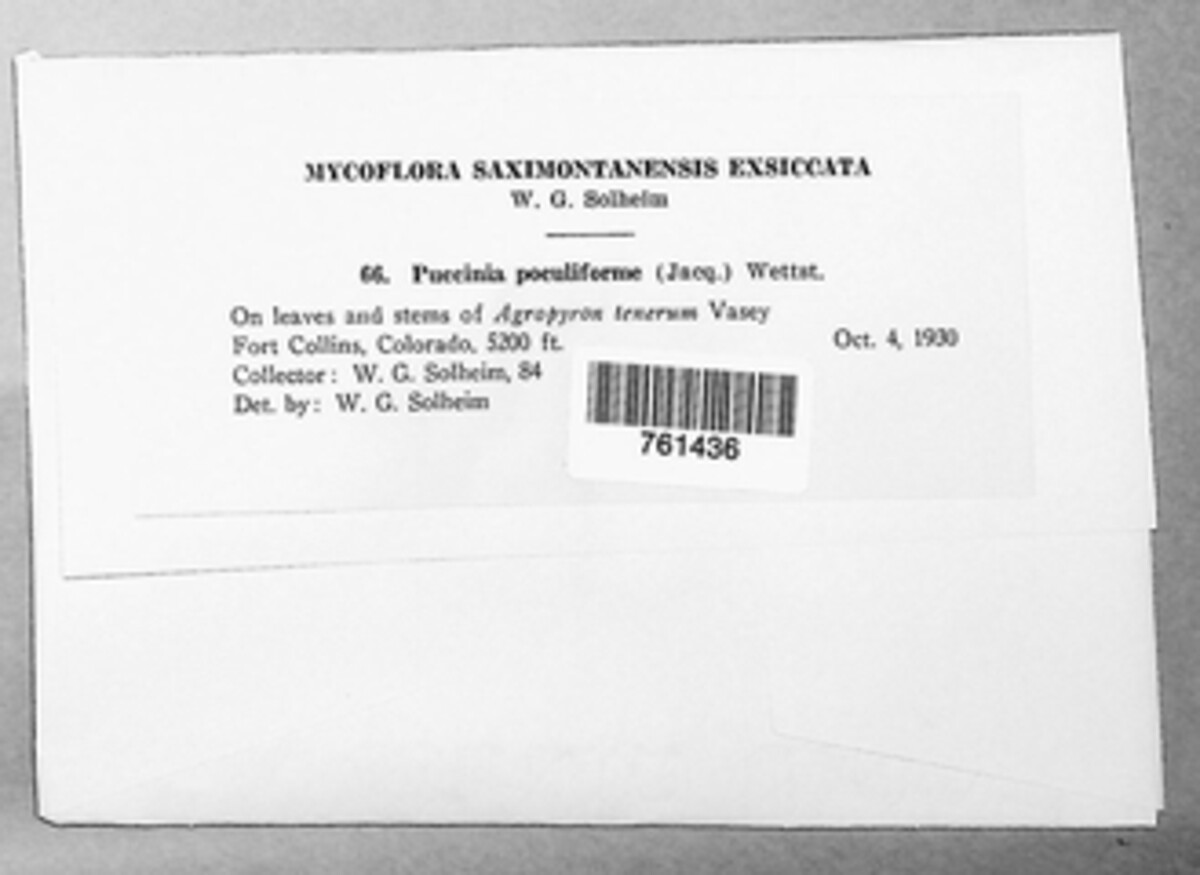 MYCOFLORA SAXIMONTANENSIS EXSICCATA
W. G. Solheim
66. Puccinia poculiforme (Jacq.) Wettst.
On leaves and stems of Agropyron tenerum Vasey
Fort Collins, Colorado, 5200 ft. Oct. 4, 1930
Collector: W. G. Solheim, 84
Det. by: W. G. Solheim
761436